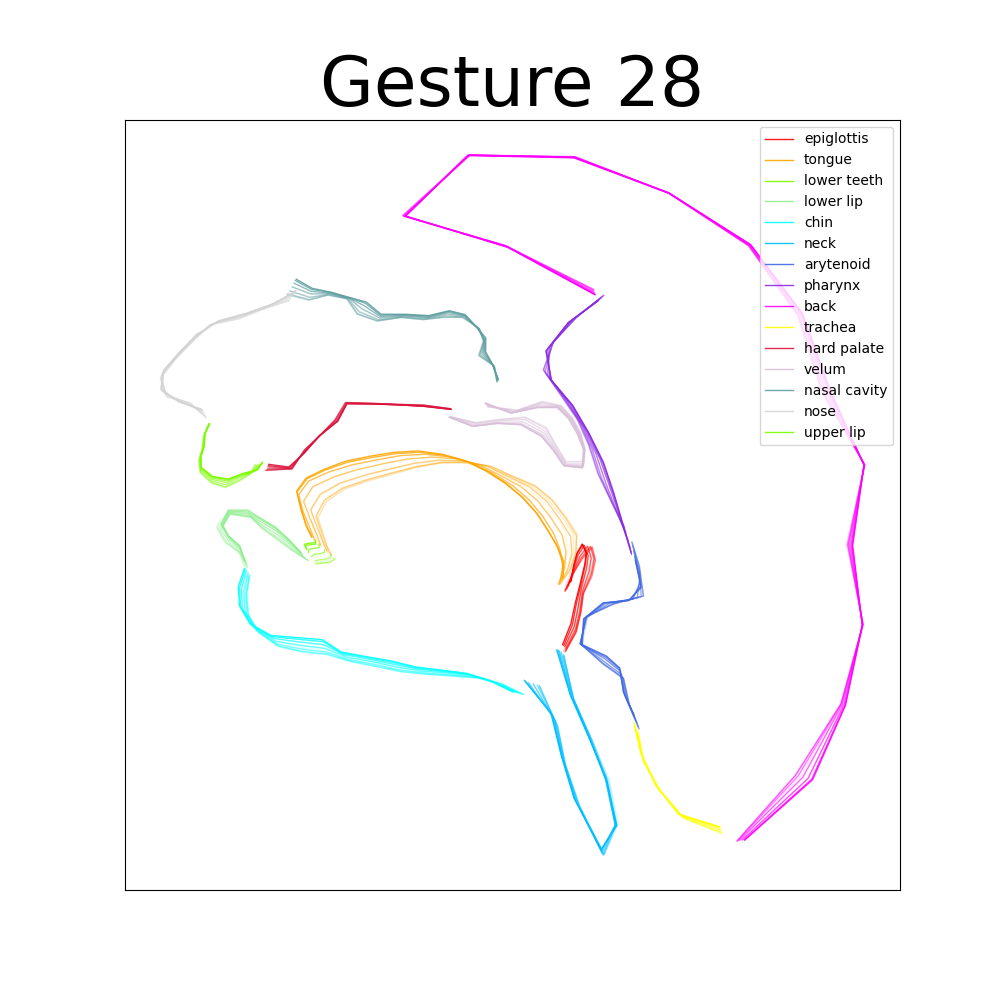 Gesture 28
epiglottis
tongue
lower teeth
lower lip
chin
neck
arytenoid
pharynx
back
trachea
hard palate
velum
nasal cavity
nose
upper lip